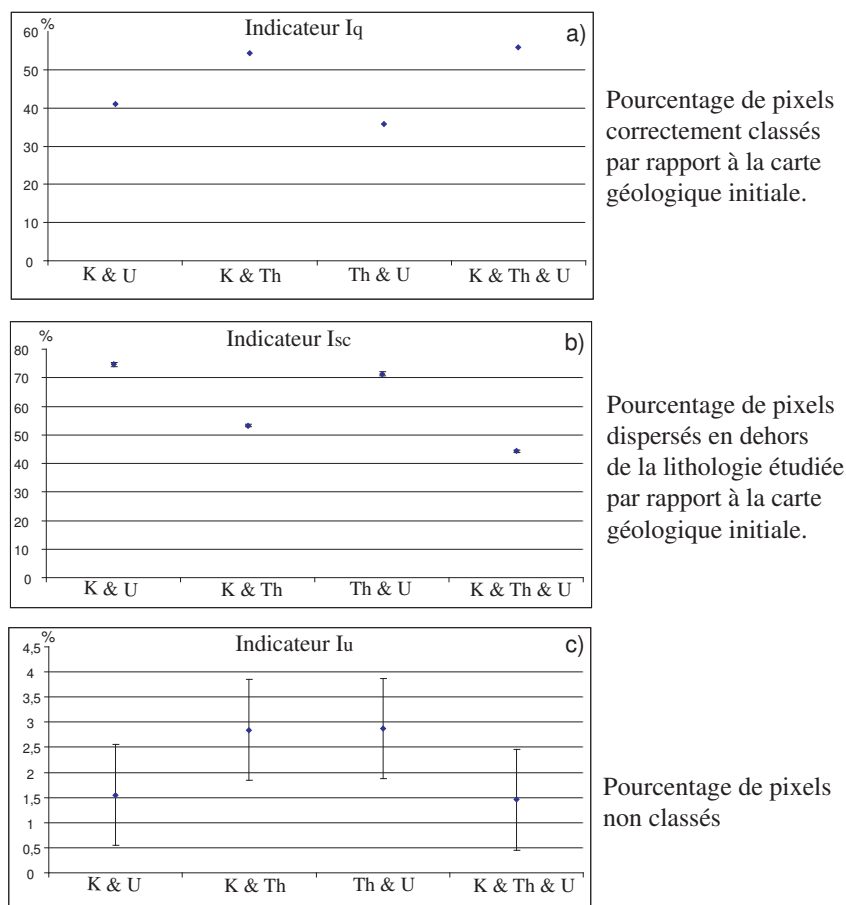 %
Indicateur Iq
a)
60
50
40
30
20
10
0
K & U
K & Th
Th & U
K & Th & U
Pourcentage de pixels
correctement classés
par rapport à la carte
géologique initiale.
%
Indicateur Isc
b)
80
70
60
50
40
30
20
10
0
K & U
K & Th
Th & U
K & Th & U
Pourcentage de pixels
dispersés en dehors
de la lithologie étudiée
par rapport à la carte
géologique initiale.
%
Indicateur Iu
c)
4,5
4
3,5
3
2,5
2
1,5
1
0,5
0
K & U
K & Th
Th & U
K & Th & U
Pourcentage de pixels
non classés